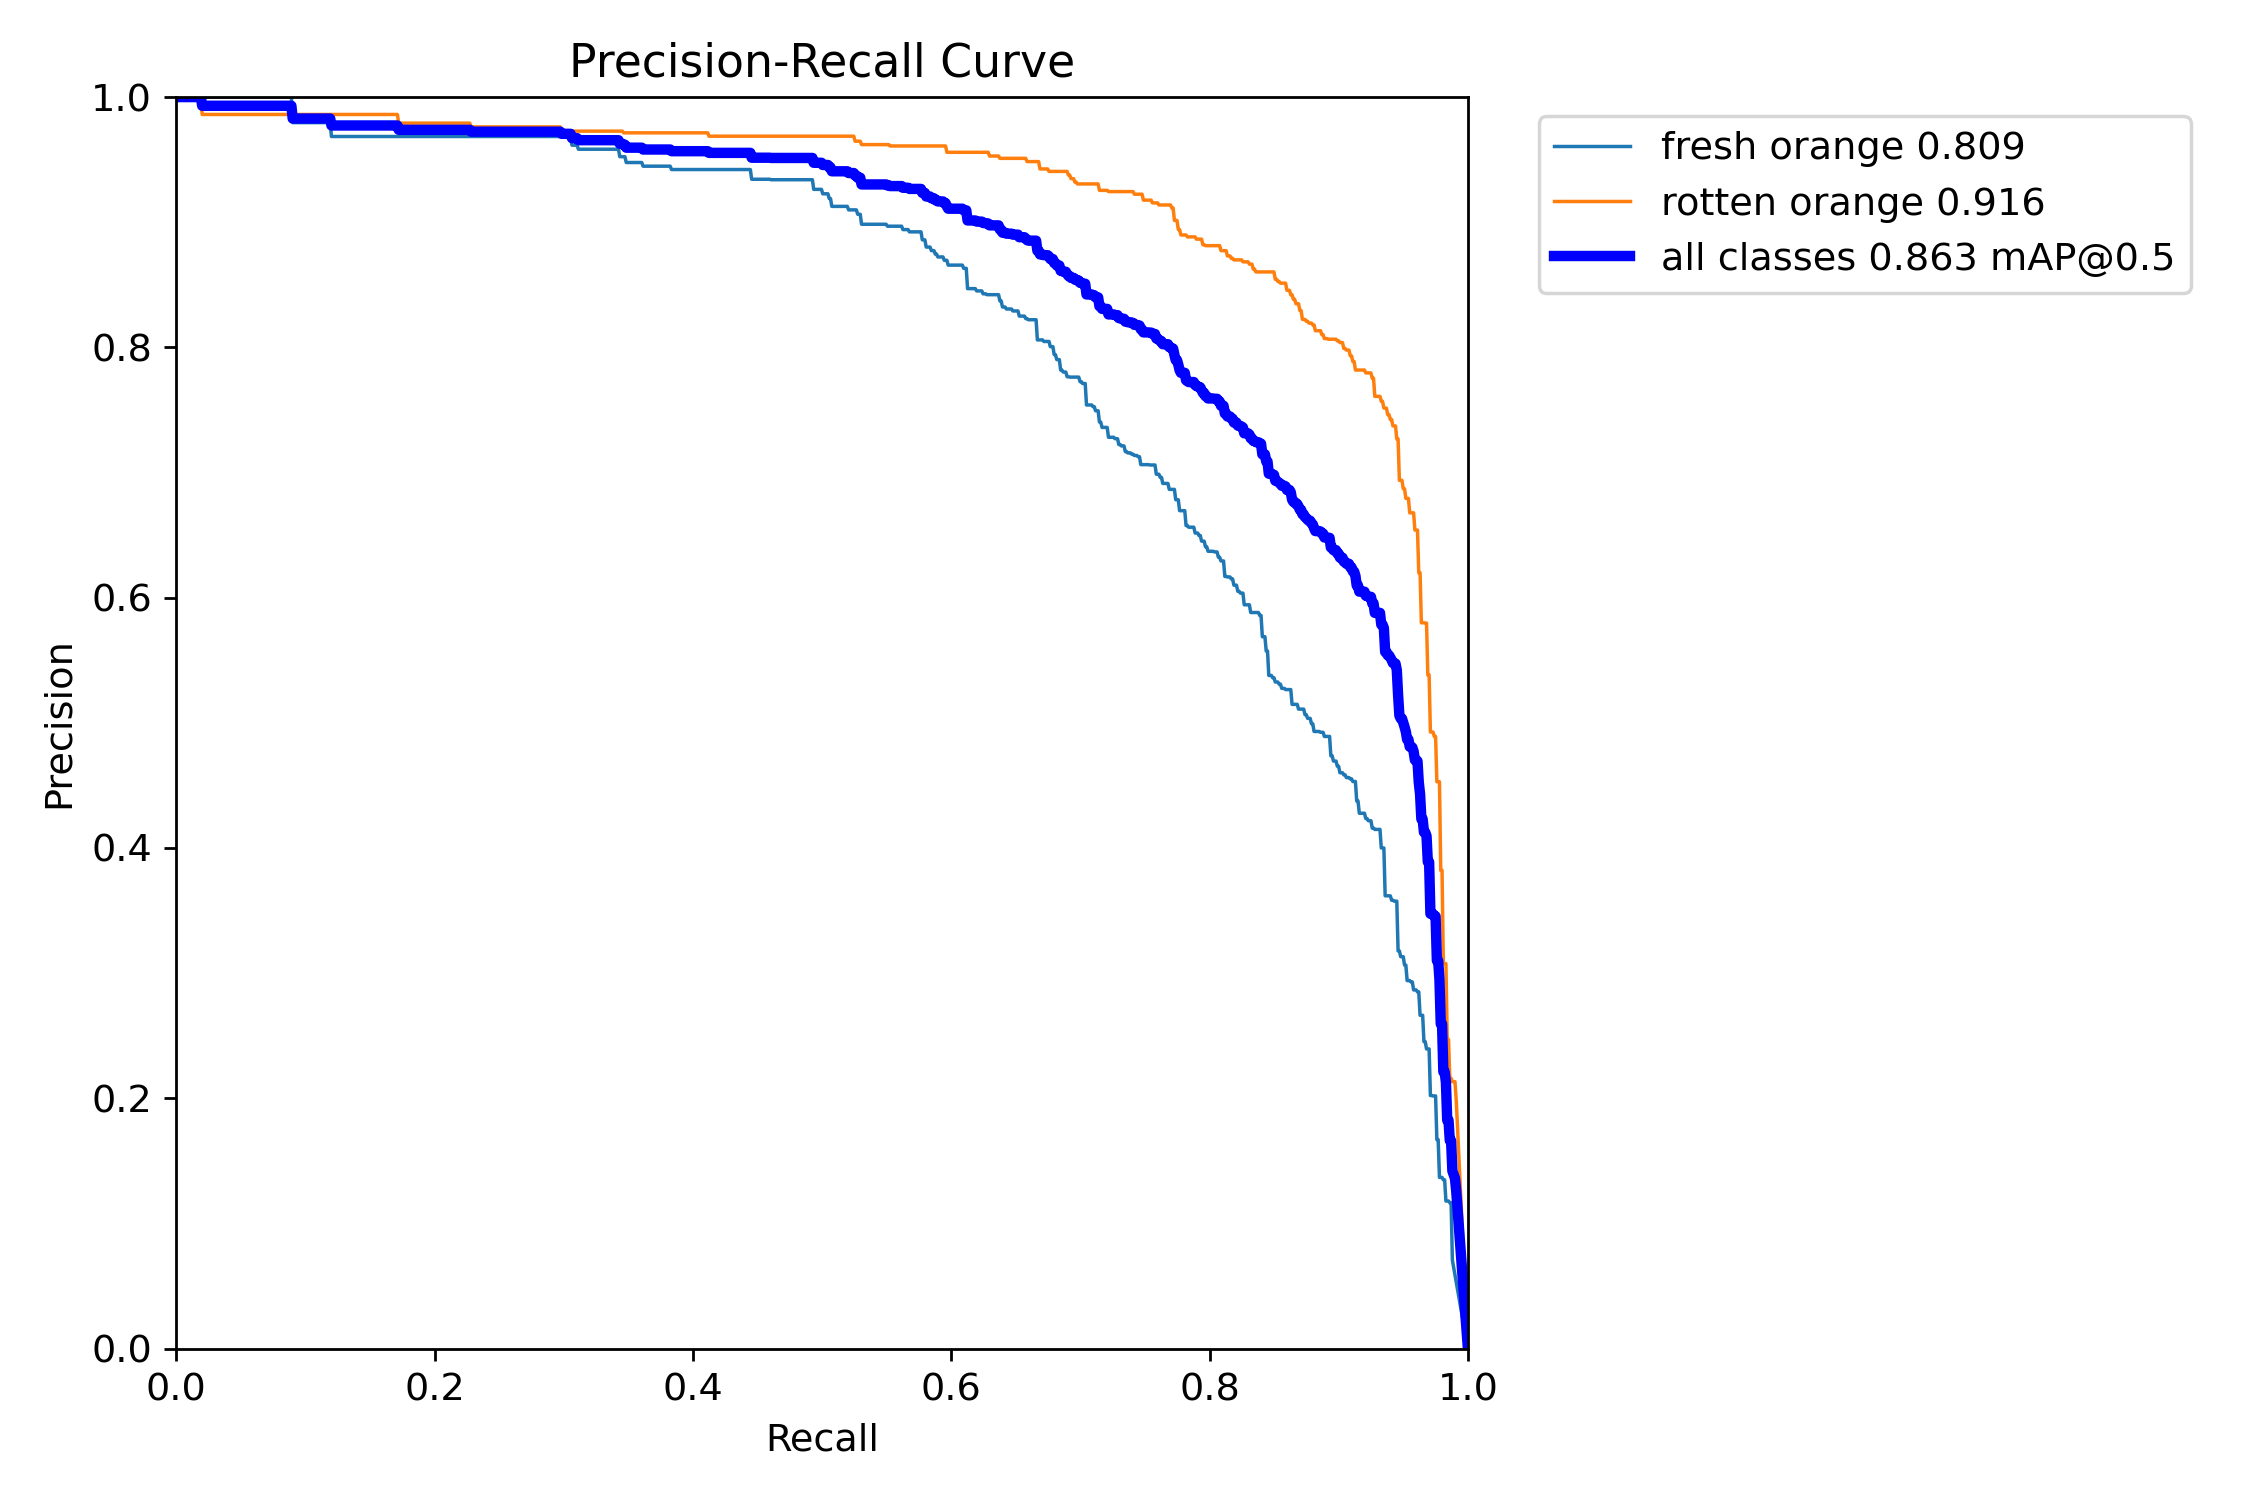 Precision-Recall Curve
fresh orange 0.809
rotten orange 0.916
all classes 0.863 mAP@0.5
Precision
1.0
0.8
0.6
0.4
0.2
0.0
0.0 0.2 0.4 0.6 0.8 1.0
Recall